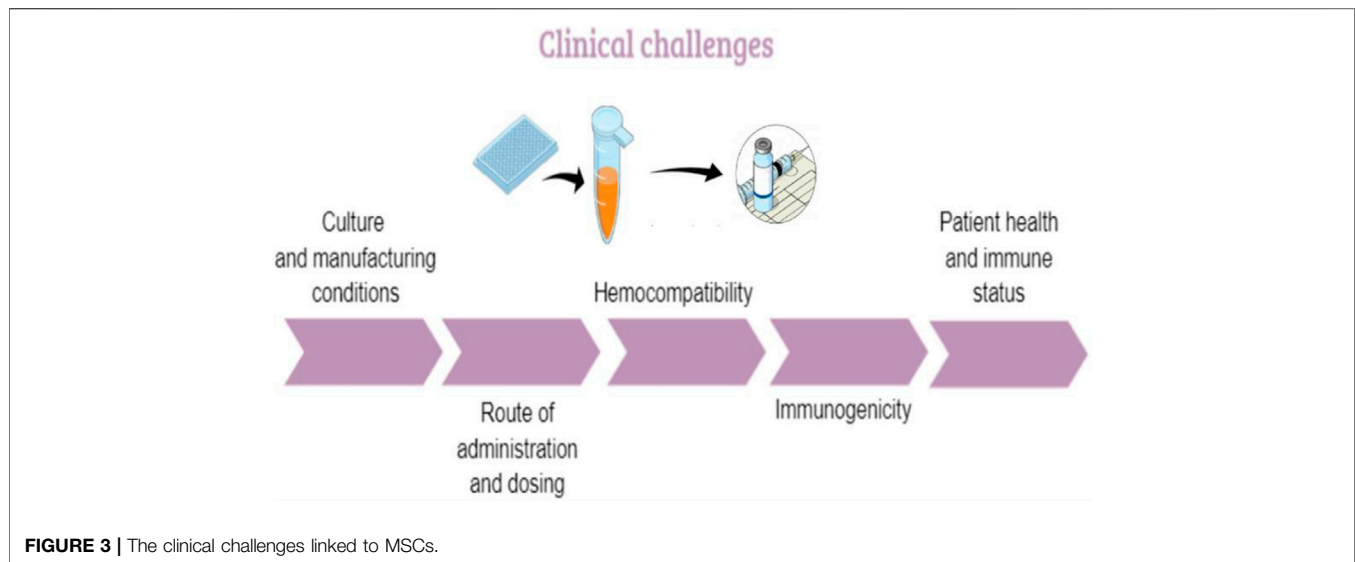 Clinical challenges
Culture
and manufacturing
conditions
Hemocompatibility
Patient health
and immune
status
Route of
administration
and dosing
Immunogenicity
FIGURE 3 | The clinical challenges linked to MSCs.